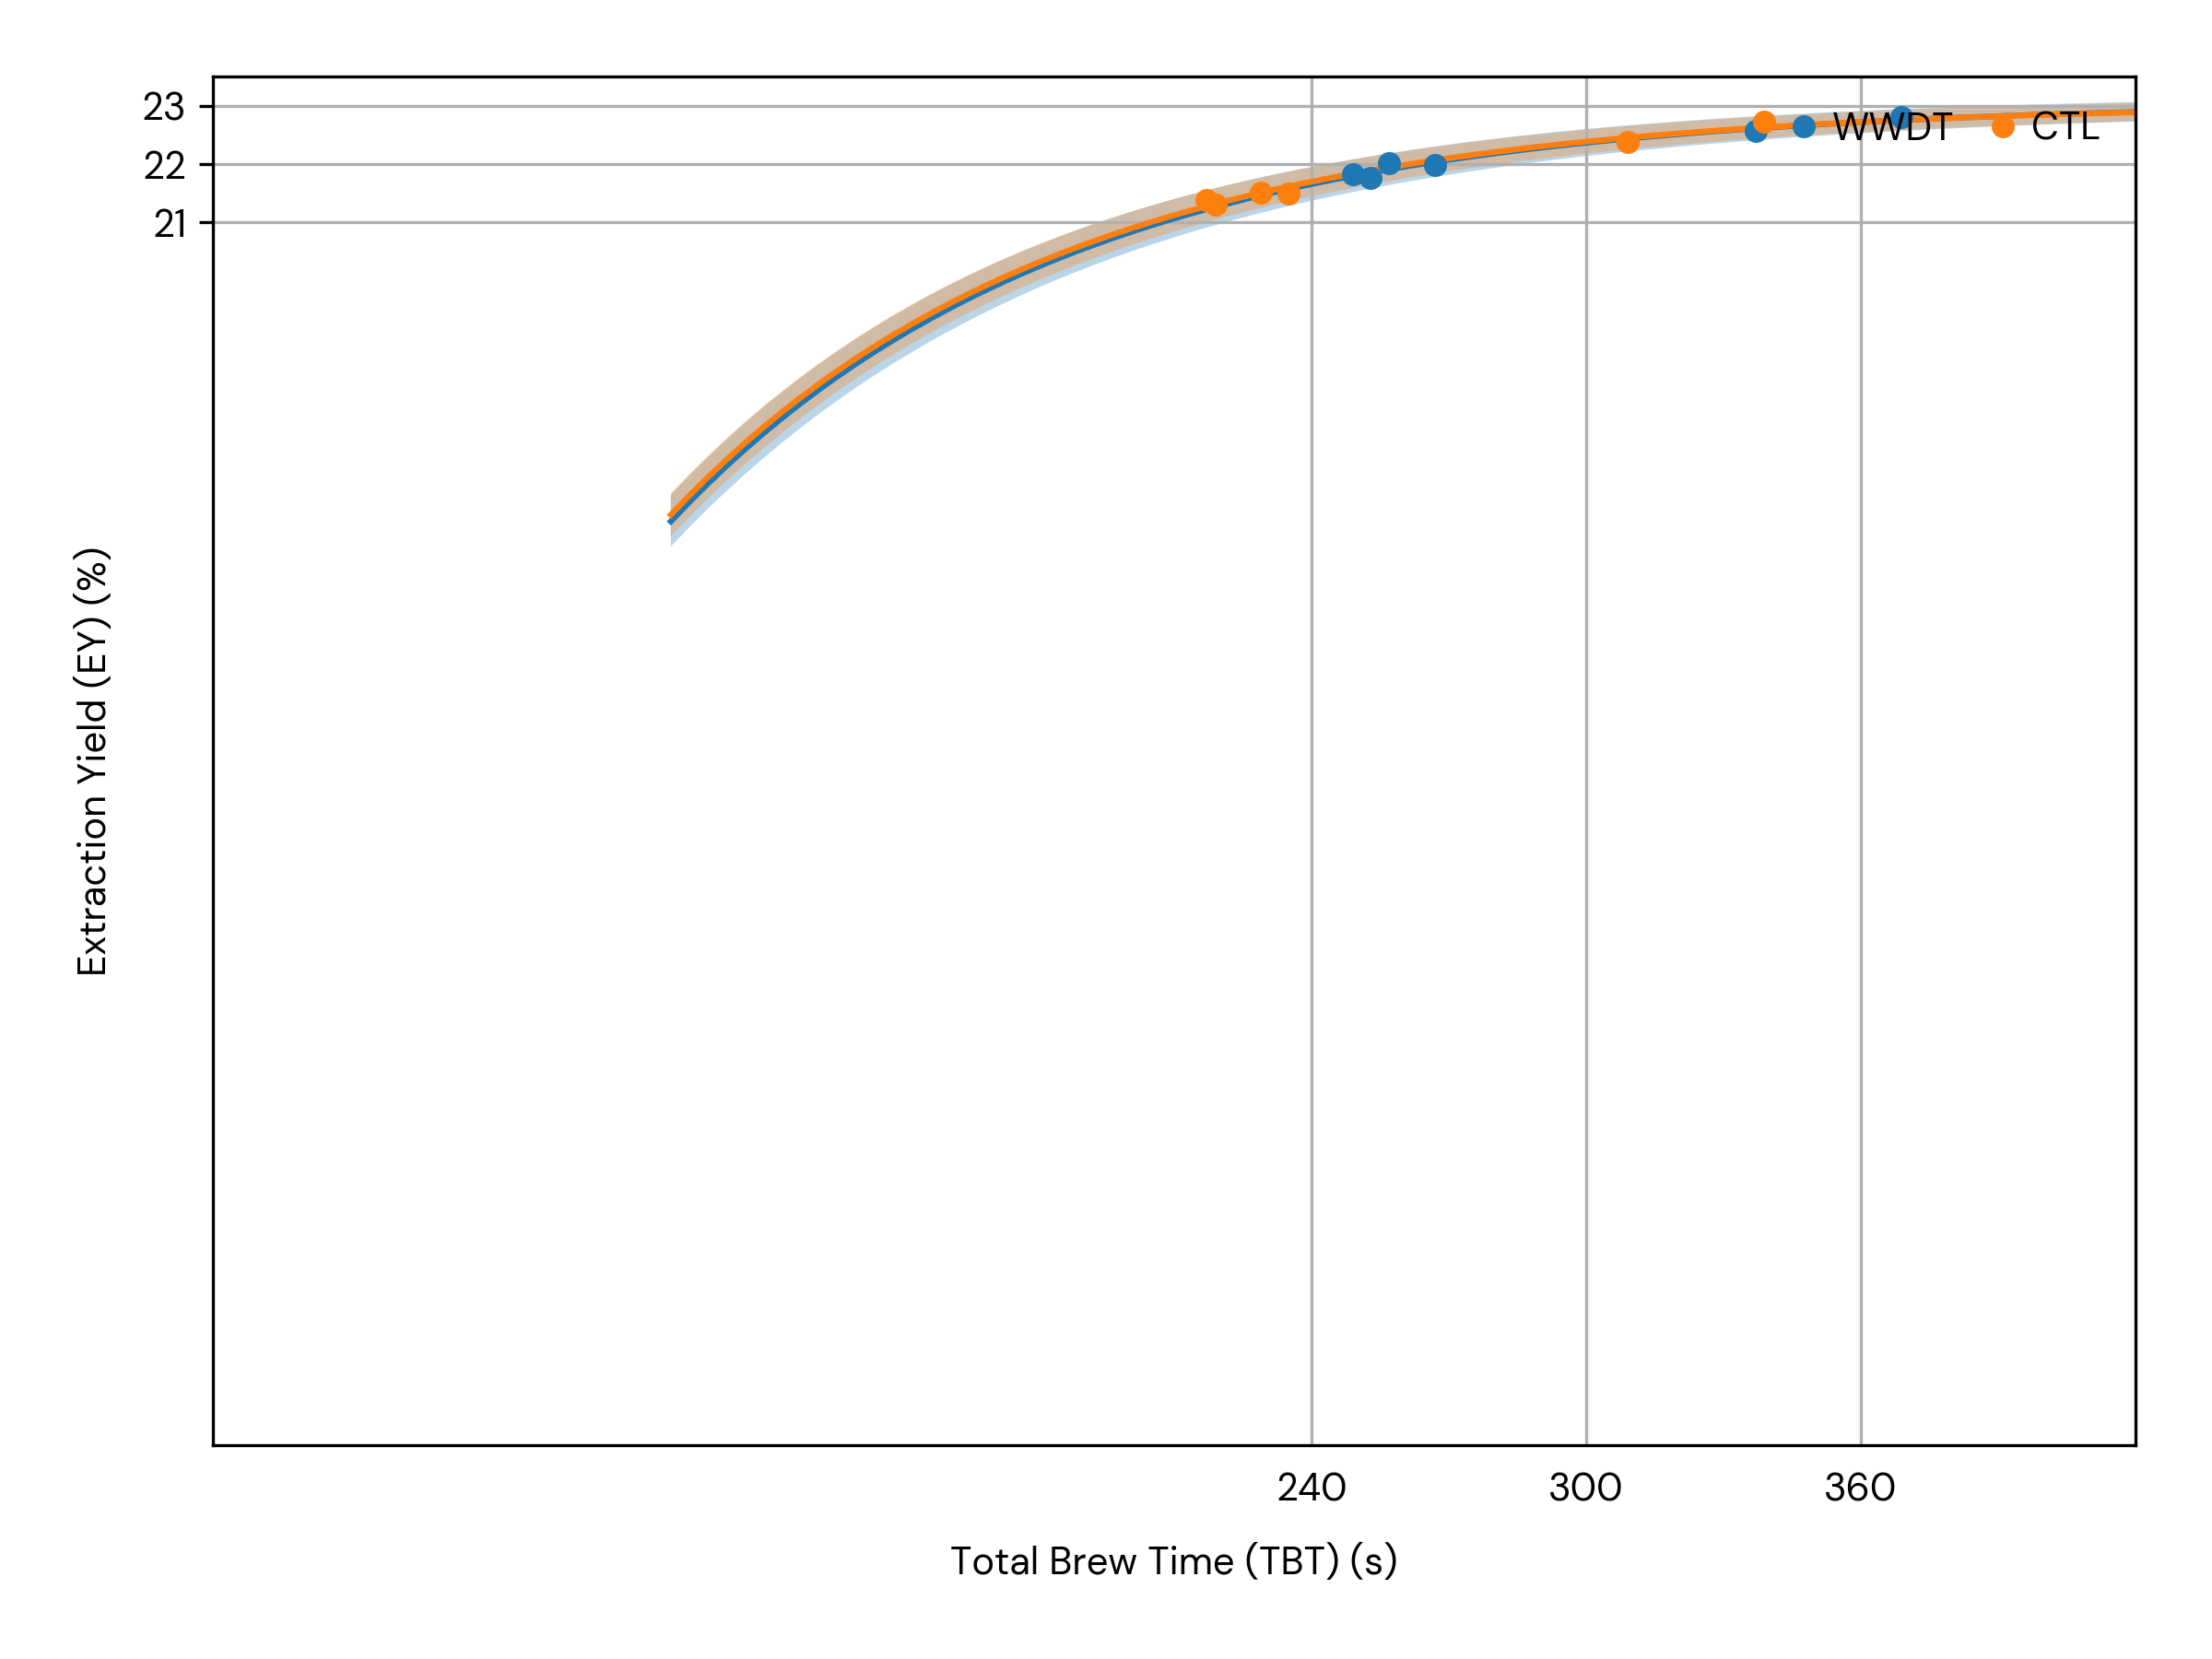 23
22
21
WWDT
CTL
Extraction Yield (EY) (%)
240
300
360
Total Brew Time (TBT) (s)